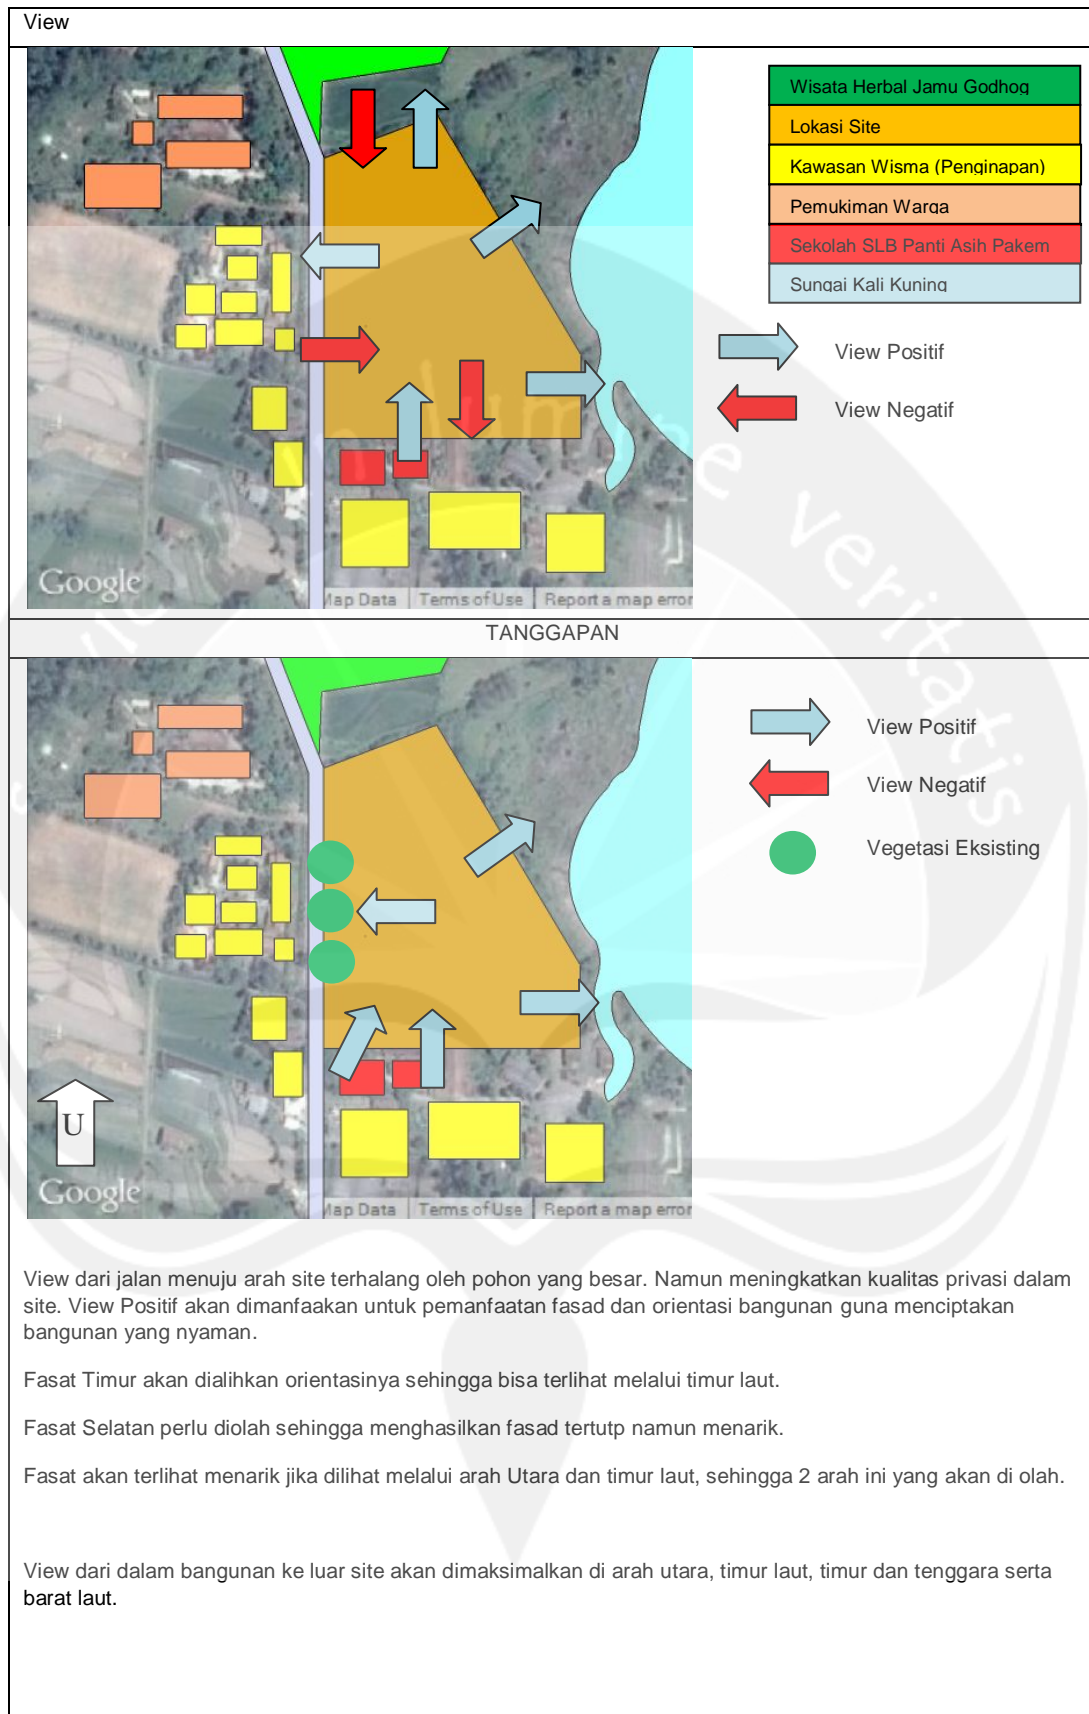 View
Wisata Herbal Jamu Godhog
Lokasi Site
Kawasan Wisma (Penginapan)
Pemukiman Warga
Sekolah SLB Panti Asih Pakem
Sungai Kali Kuning
View Positif
View Negatif
Google
Map Data
Terms of Use
Report a map error
TANGGAPAN
View Positif
View Negatif
Vegetasi Eksisting
U
Google
Map Data
Terms of Use
Report a map error
View dari jalan menuju arah site terhalang oleh pohon yang besar. Namun meningkatkan kualitas privasi dalam
site. View Positif akan dimanfaakan untuk pemanfaatan fasad dan orientasi bangunan guna menciptakan
bangunan yang nyaman.
Fasat Timur akan dialihkan orientasinya sehingga bisa terlihat melalui timur laut.
Fasat Selatan perlu diolah sehingga menghasilkan fasad tertutp namun menarik.
Fasat akan terlihat menarik jika dilihat melalui arah Utara dan timur laut, sehingga 2 arah ini yang akan di olah.
View dari dalam bangunan ke luar site akan dimaksimalkan di arah utara, timur laut, timur dan tenggara serta
barat laut.
lumine veritatis